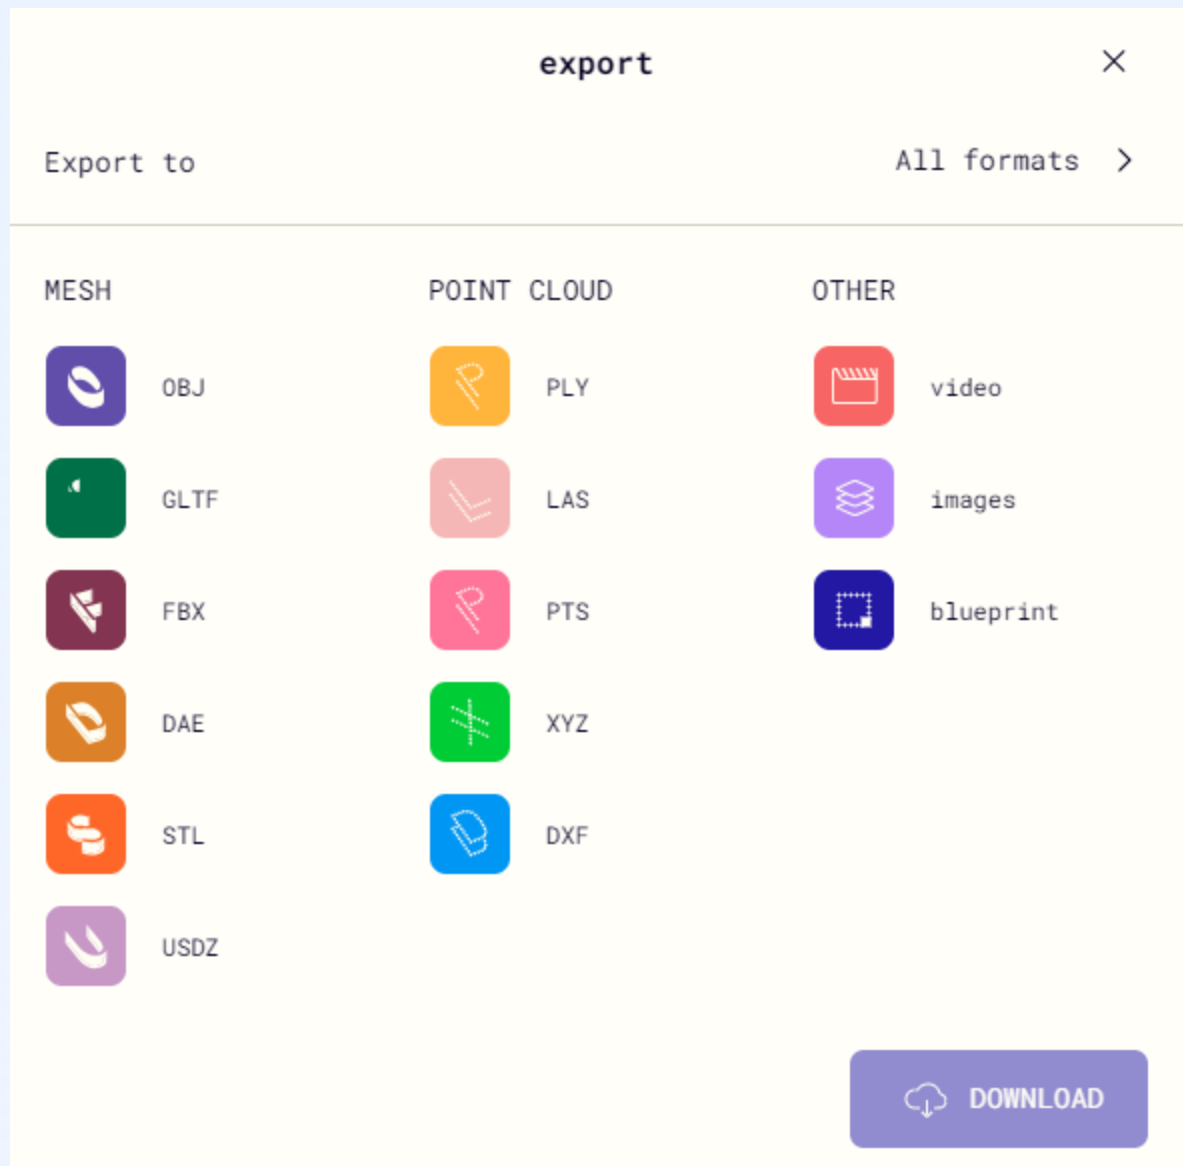 export
Export to
All formats
MESH
OBJ
GLTF
FBX
DAE
STL
USDZ
POINT CLOUD
PLY
LAS
PTS
XYZ
DXF
OTHER
video
images
blueprint
DOWNLOAD